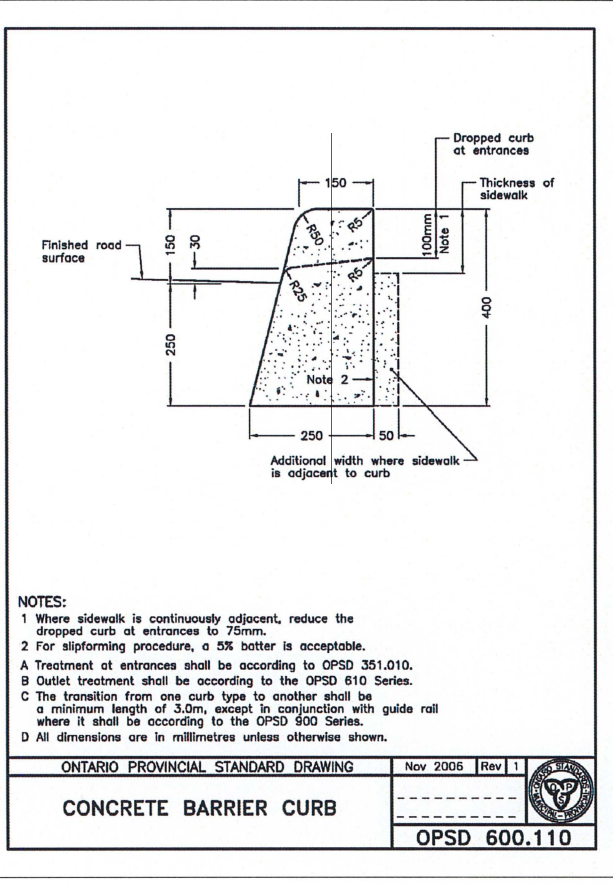 Dropped curb
at entrances
Thickness of
sidewalk
150
R50
R5
100mm
Note 1
150
30
Finished road
surface
R25
R5
400
250
Note 2
250
50
Additional width where sidewalk
is adjacent to curb
NOTES:
1 Where sidewalk is continuously adjacent, reduce the
dropped curb at entrances to 75mm.
2 For slipforming procedure, a 5% batter is acceptable.
A Treatment at entrances shall be according to OPSD 351.010.
B Outlet treatment shall be according to the OPSD 610 Series.
C The transition from one curb type to another shall be
a minimum length of 3.0m, except in conjunction with guide rail
where it shall be according to the OPSD 900 Series.
D All dimensions are in millimetres unless otherwise shown.
ONTARIO PROVINCIAL STANDARD DRAWING
Nov 2006
Rev
1
CONCRETE BARRIER CURB
OPS
OPSD 600.110